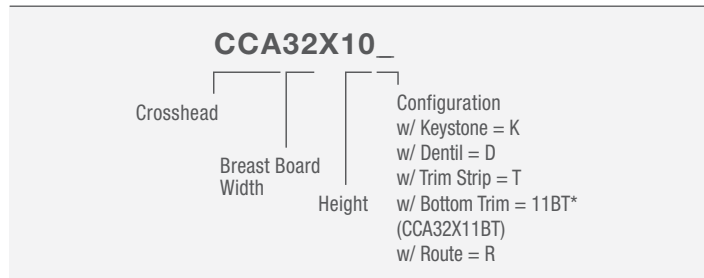 CCA32X10_
Crosshead
Breast Board
Width
Height
Configuration
w/ Keystone = K
w/ Dentil = D
w/ Trim Strip = T
w/ Bottom Trim = 11BT*
(CCA32X11BT)
w/ Route = R